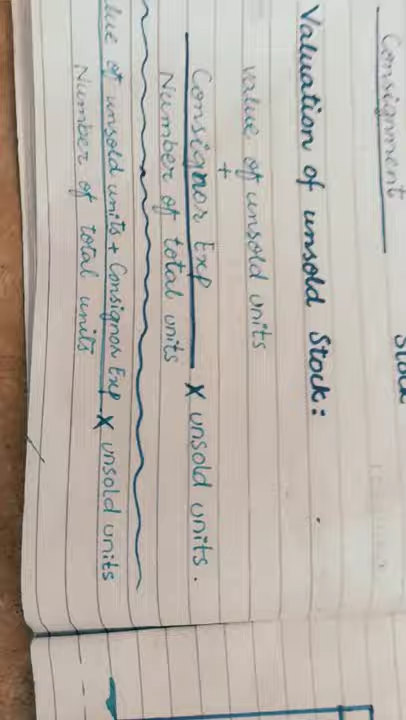 Consignment
Valuation of unsold Stock:
value of unsold units
+
Consignor Exp X unsold units.
Number of total units
lue of unsold units + Consignor Exp X unsold units
Number of total units